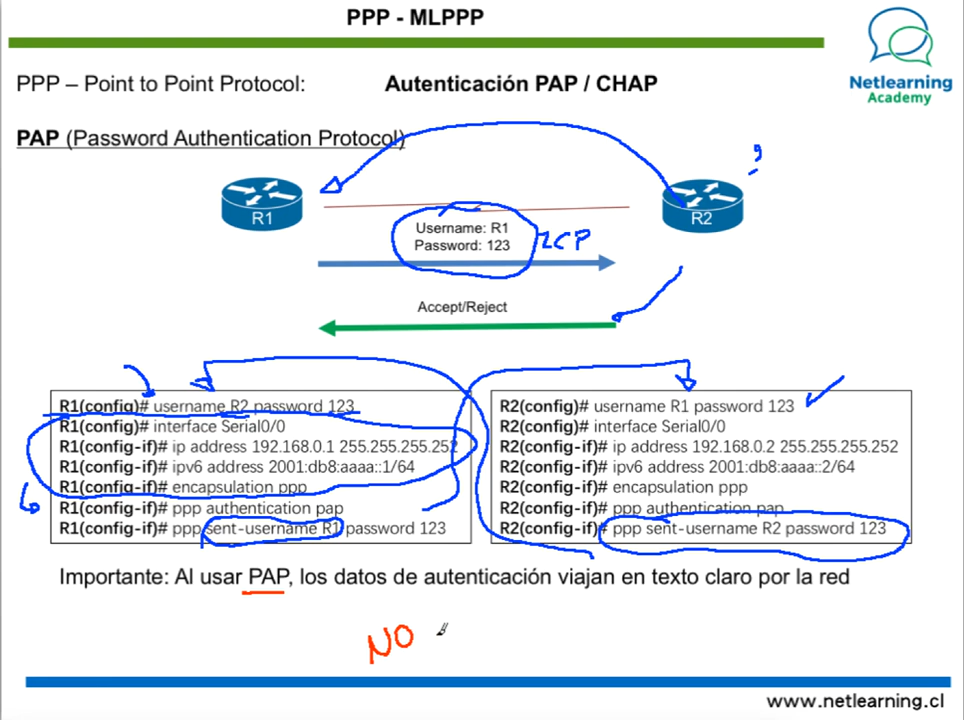 PPP - MLPPP
Netlearning
Academy
PPP – Point to Point Protocol: Autenticación PAP / CHAP
PAP (Password Authentication Protocol)
R1
R2
Username: R1
Password: 123
LCP
Accept/Reject
R1(config)# username R2 password 123
R1(config)# interface Serial0/0
R1(config-if)# ip address 192.168.0.1 255.255.255.252
R1(config-if)# ipv6 address 2001:db8:aaaa::1/64
R1(config-if)# encapsulation ppp
R1(config-if)# ppp authentication pap
R1(config-if)# ppp sent-username R1 password 123
R2(config)# username R1 password 123
R2(config)# interface Serial0/0
R2(config-if)# ip address 192.168.0.2 255.255.255.252
R2(config-if)# ipv6 address 2001:db8:aaaa::2/64
R2(config-if)# encapsulation ppp
R2(config-if)# ppp authentication pap
R2(config-if)# ppp sent-username R2 password 123
Importante: Al usar PAP, los datos de autenticación viajan en texto claro por la red
NO
www.netlearning.cl